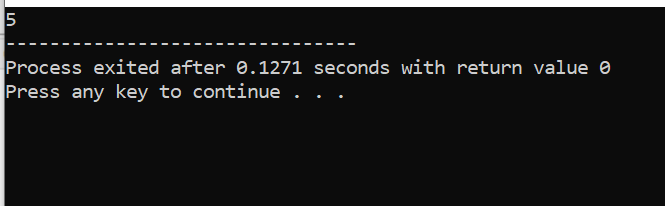 5
--------------------------------
Process exited after 0.1271 seconds with return value 0
Press any key to continue . . .